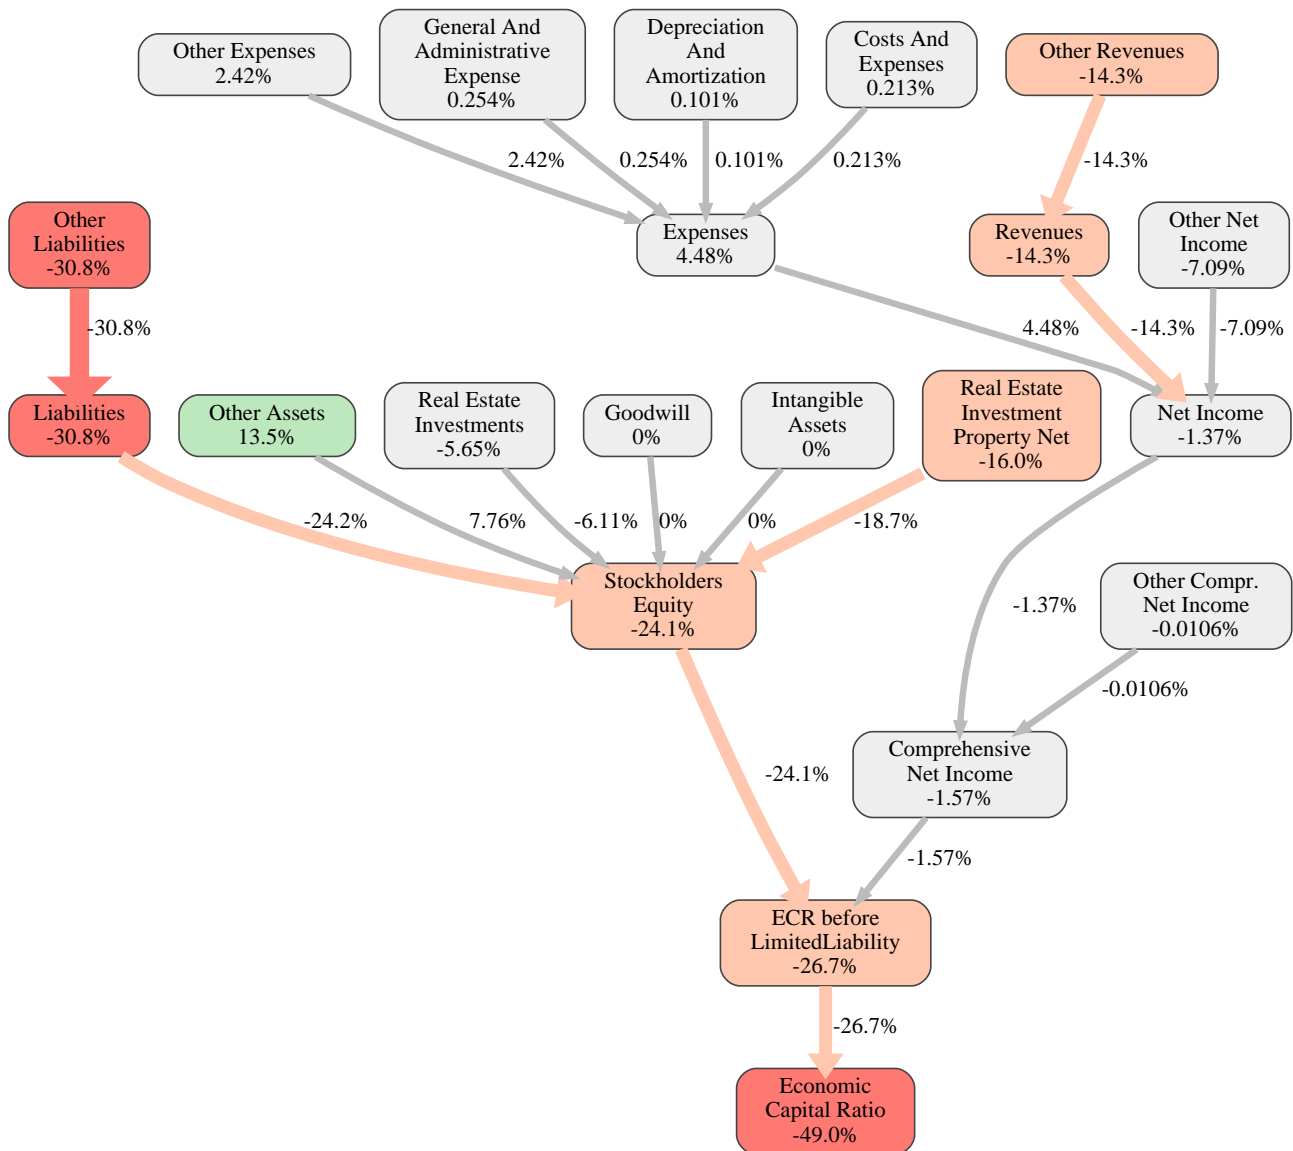 Other Expenses
2.42%
General And
Administrative
Expense
0.254%
Depreciation
And
Amortization
0.101%
Costs And
Expenses
0.213%
Other Revenues
-14.3%
2.42%
0.254%
0.101%
0.213%
-14.3%
Other
Liabilities
-30.8%
Expenses
4.48%
Revenues
-14.3%
Other Net
Income
-7.09%
-30.8%
4.48%
-14.3%
-7.09%
Liabilities
-30.8%
Other Assets
13.5%
Real Estate
Investments
-5.65%
Goodwill
0%
Intangible
Assets
0%
Real Estate
Investment
Property Net
-16.0%
Net Income
-1.37%
-24.2%
7.76%
-6.11%
0%
0%
-18.7%
Stockholders
Equity
-24.1%
-1.37%
Other Compr.
Net Income
-0.0106%
-0.0106%
-24.1%
Comprehensive
Net Income
-1.57%
-1.57%
ECR before
LimitedLiability
-26.7%
-26.7%
Economic
Capital Ratio
-49.0%